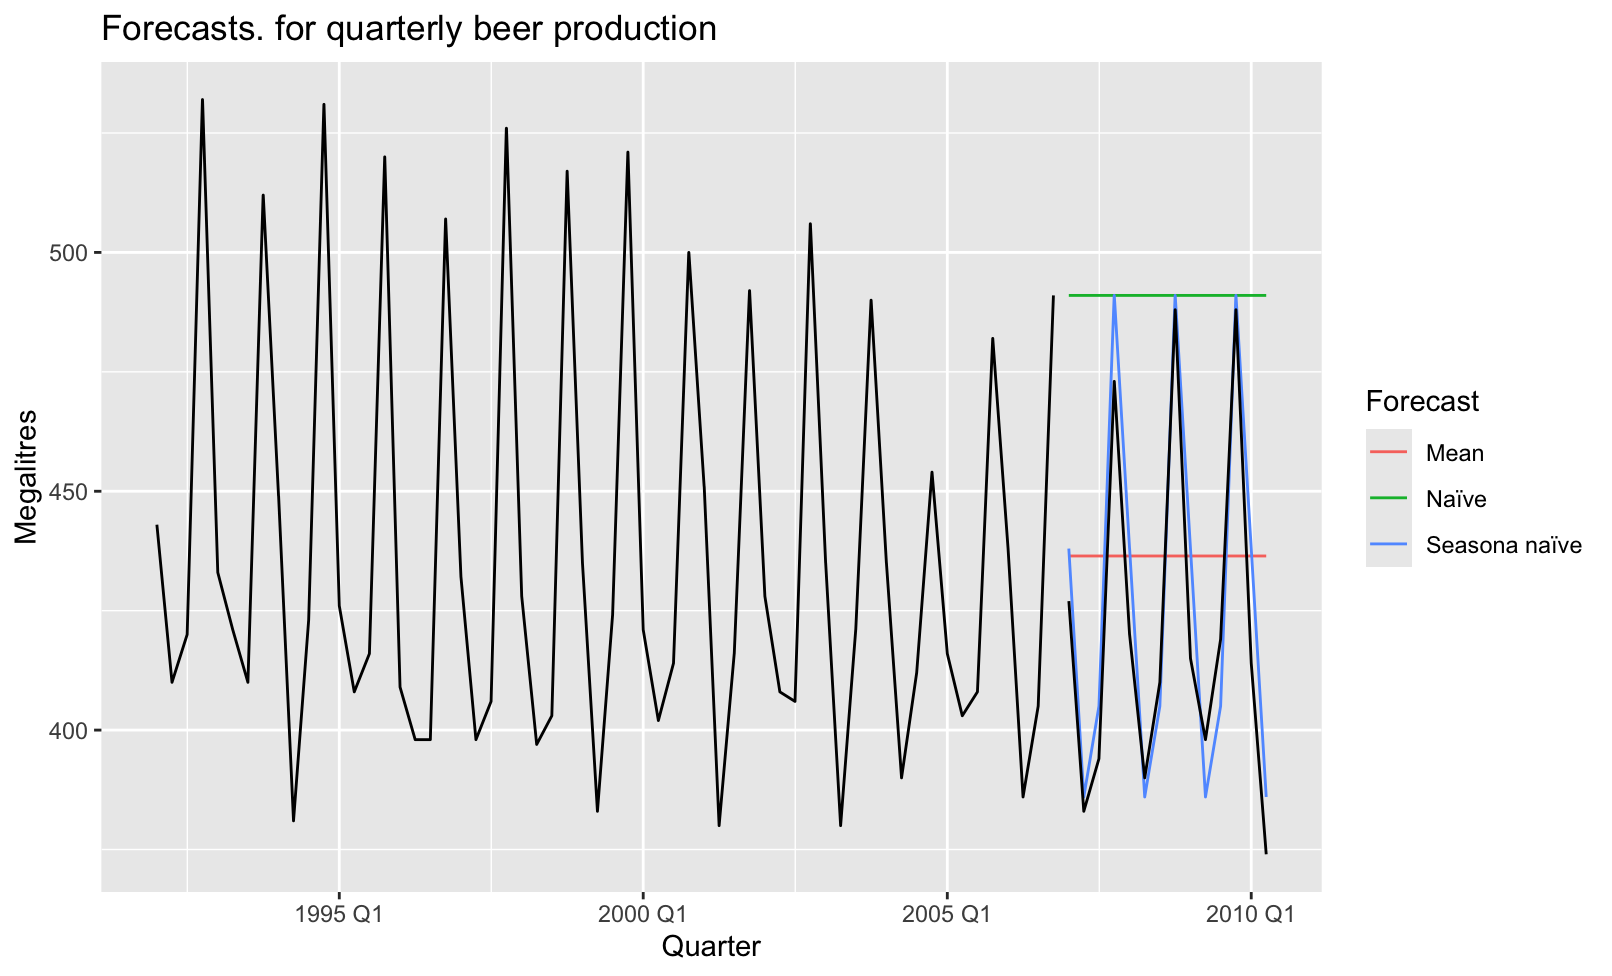 Forecasts. for quarterly beer production
Megalitres
500
450
400
1995 Q1
2000 Q1
2005 Q1
2010 Q1
Quarter
Forecast
Mean
Naïve
Seasona naïve